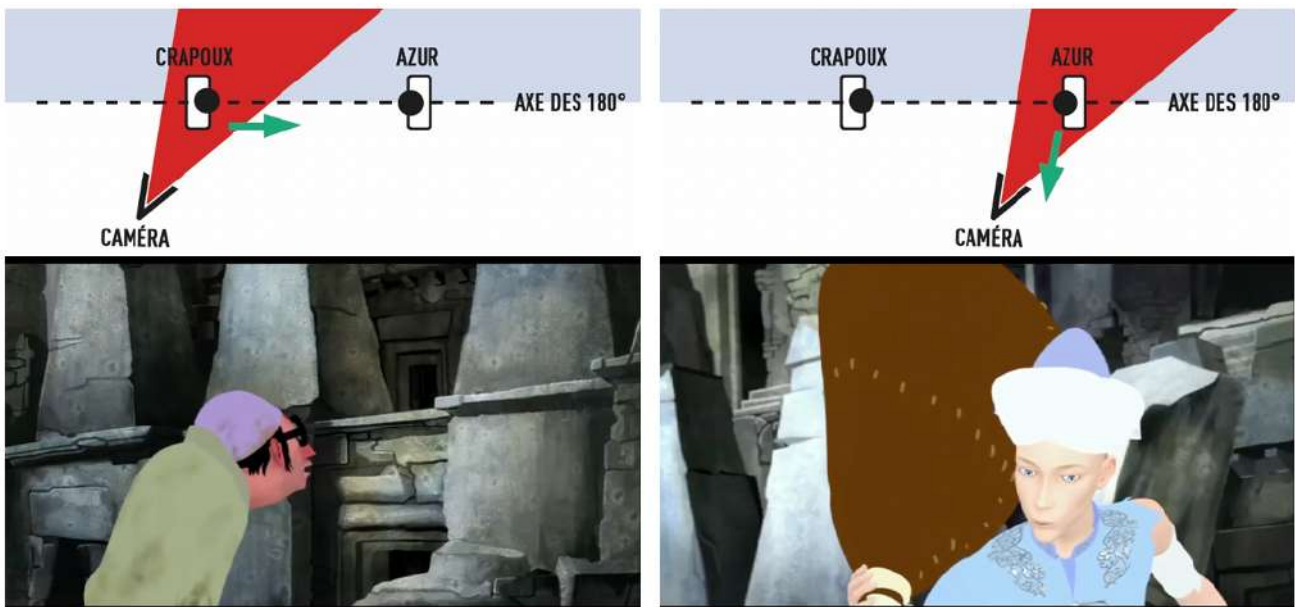 CRAPOUX
AZUR
AXE DES 180°
CAMÉRA
CRAPOUX
AZUR
AXE DES 180°
CAMÉRA